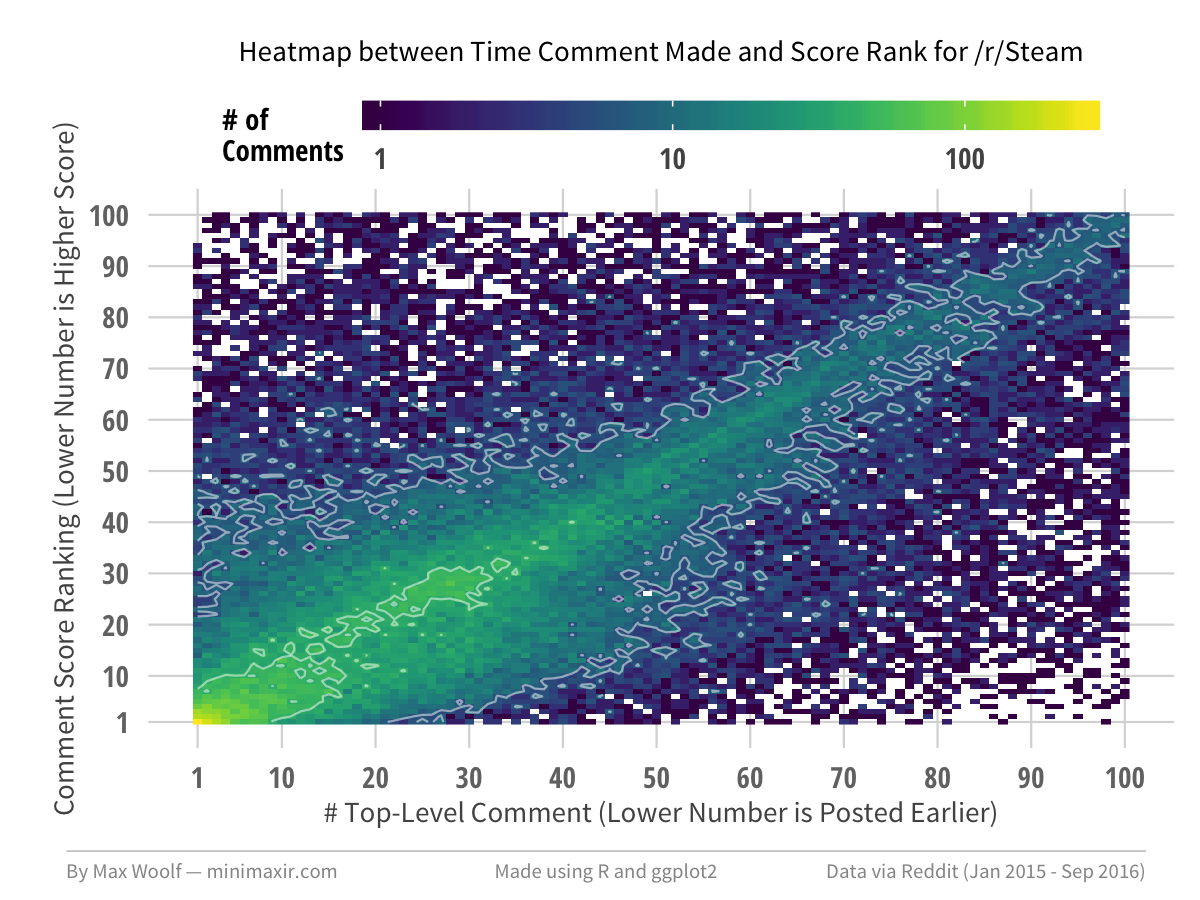 Heatmap between Time Comment Made and Score Rank for /r/Steam
# of
Comments
1 10 100
Comment Score Ranking (Lower Number is Higher Score)
100
90
80
70
60
50
40
30
20
10
1
1 10 20 30 40 50 60 70 80 90 100
# Top-Level Comment (Lower Number is Posted Earlier)
By Max Woolf — minimaxir.com
Made using R and ggplot2
Data via Reddit (Jan 2015 - Sep 2016)